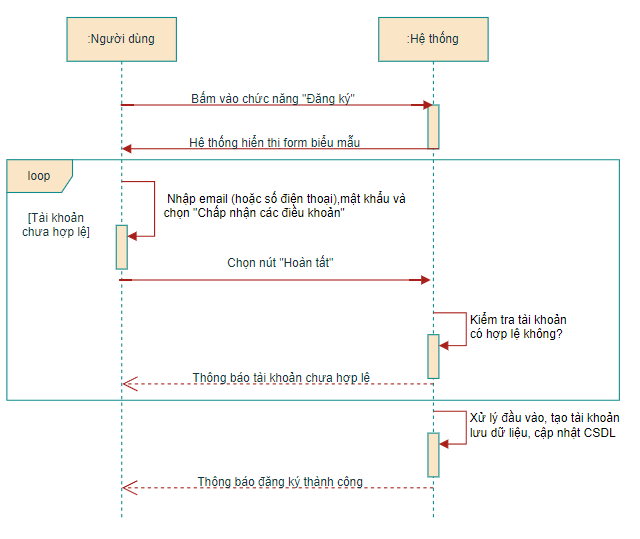 :Người dùng
:Hệ thống
Bấm vào chức năng "Đăng ký"
Hệ thống hiển thi form biểu mẫu
loop
[Tài khoản
chưa hợp lệ]
Nhập email (hoặc số điện thoại),mật khẩu và
chọn "Chấp nhận các điều khoản"
Chọn nút "Hoàn tất"
Kiểm tra tài khoản
có hợp lệ không?
Thông báo tài khoản chưa hợp lệ
Xử lý đầu vào, tạo tài khoản
lưu dữ liệu, cập nhật CSDL
Thông báo đăng ký thành công